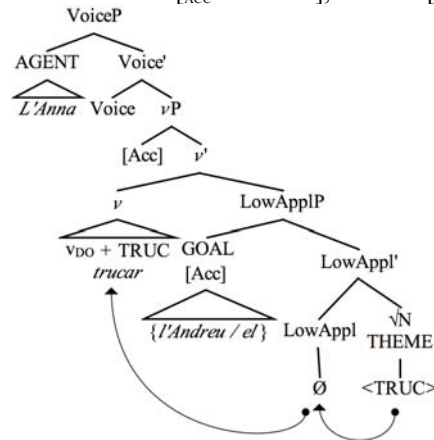 [Acc
VoiceP
AGENT Voice'
L'Anna Voice vP
[Acc] v'
v LowApplP
vDO + TRUC GOAL LowAppl'
trucar [Acc]
{l'Andreu / el} LowAppl √N
THEME
Ø <TRUC>